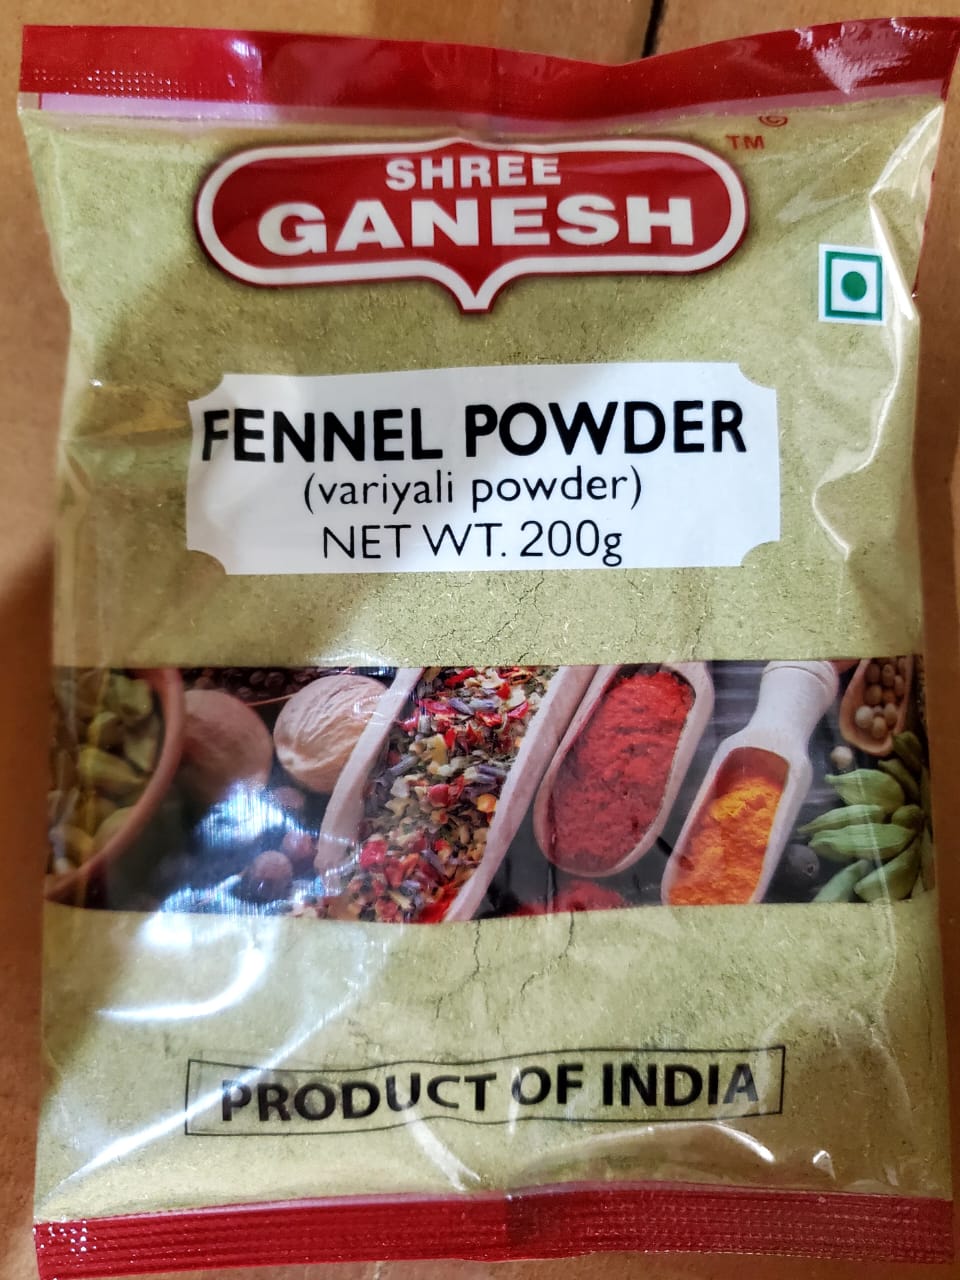 ©
TM
SHREE
GANESH
FENNEL POWDER
(variyali powder)
NET WT. 200g
PRODUCT OF INDIA